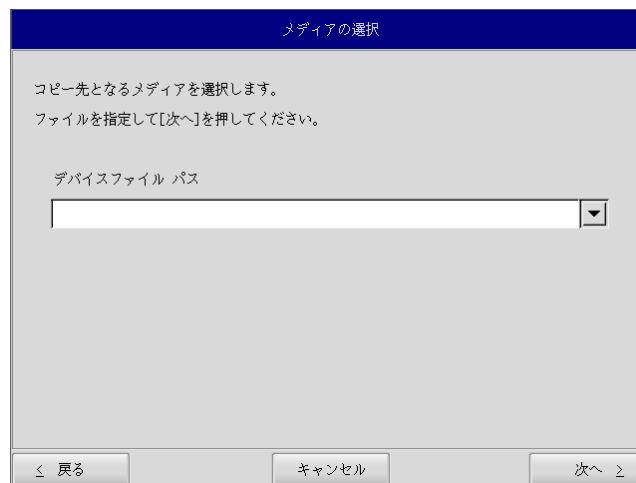 メディアの選択
コピー先となるメディアを選択します。
ファイルを指定して[次へ]を押してください。
デバイスファイル パス
< 戻る
キャンセル
次へ >